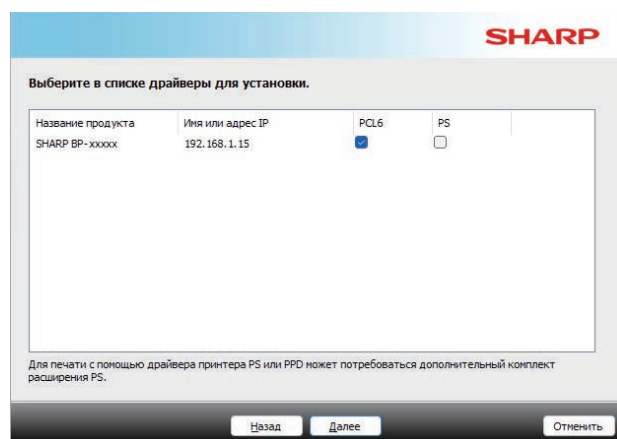 SHARP
Выберите в списке драйверы для установки.
Название продукта Имя или адрес IP PCL6 PS
SHARP BP-xxxxx 192.168.1.15
Для печати с помощью драйвера принтера PS или PPD может потребоваться дополнительный комплект
расширения PS.
Назад Далее Отменить